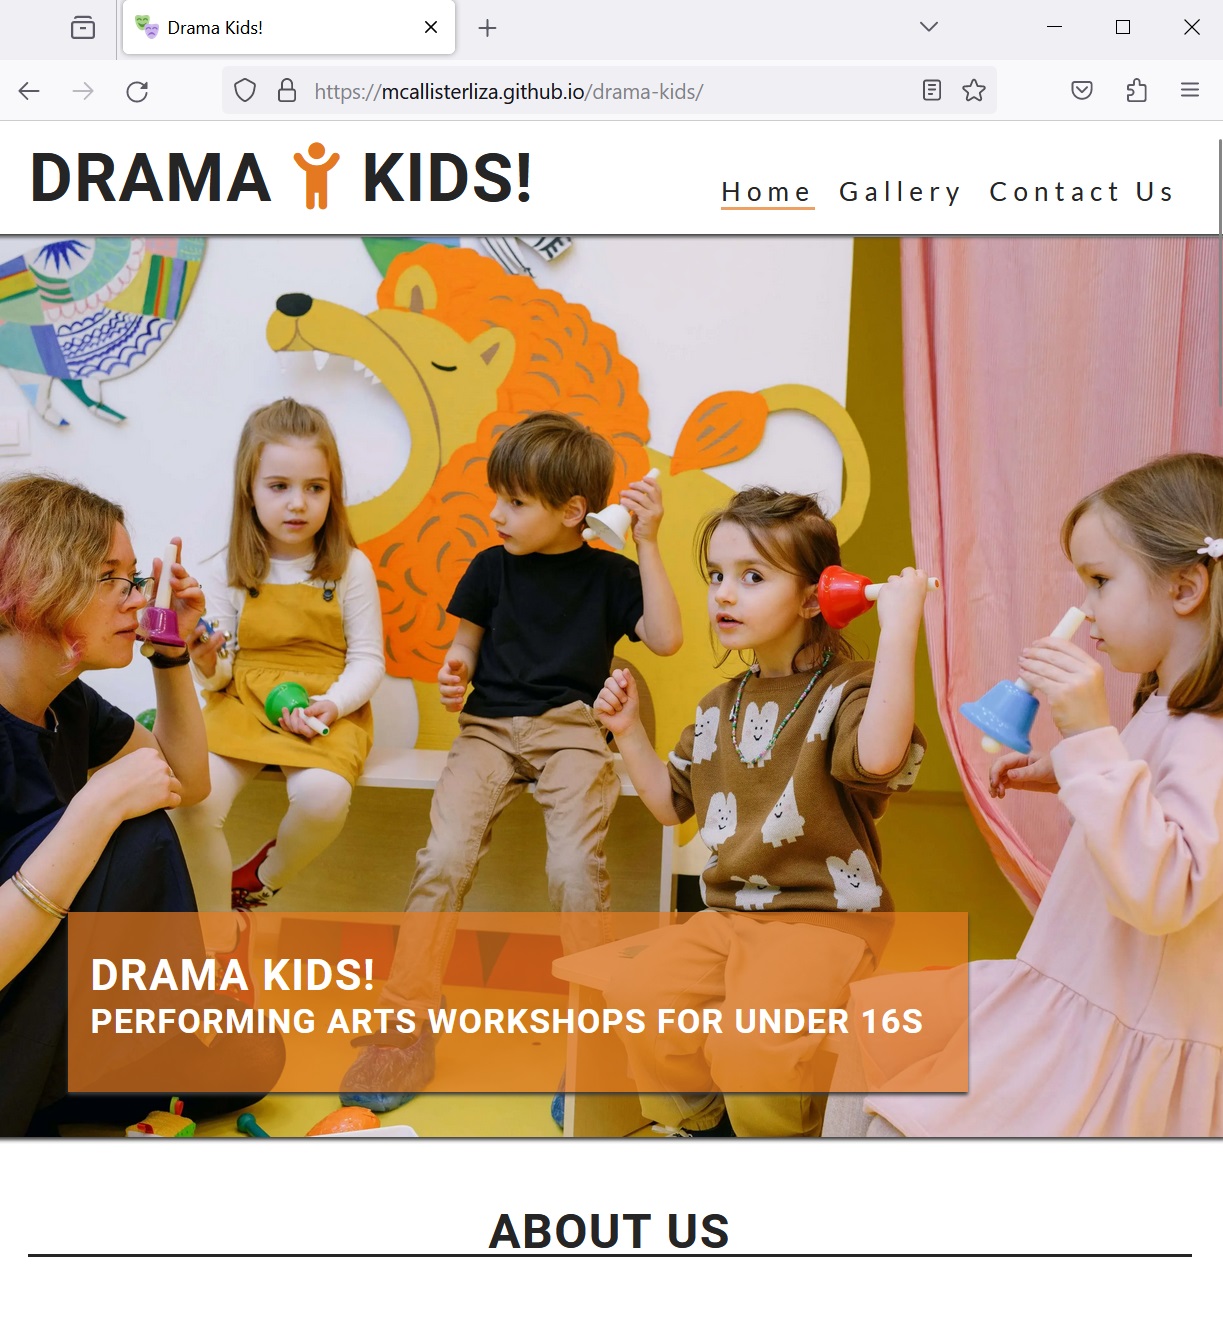 Drama Kids!
https://mcallisterliza.github.io/drama-kids/
DRAMA KIDS!
Home Gallery Contact Us
DRAMA KIDS!
PERFORMING ARTS WORKSHOPS FOR UNDER 16S
ABOUT US